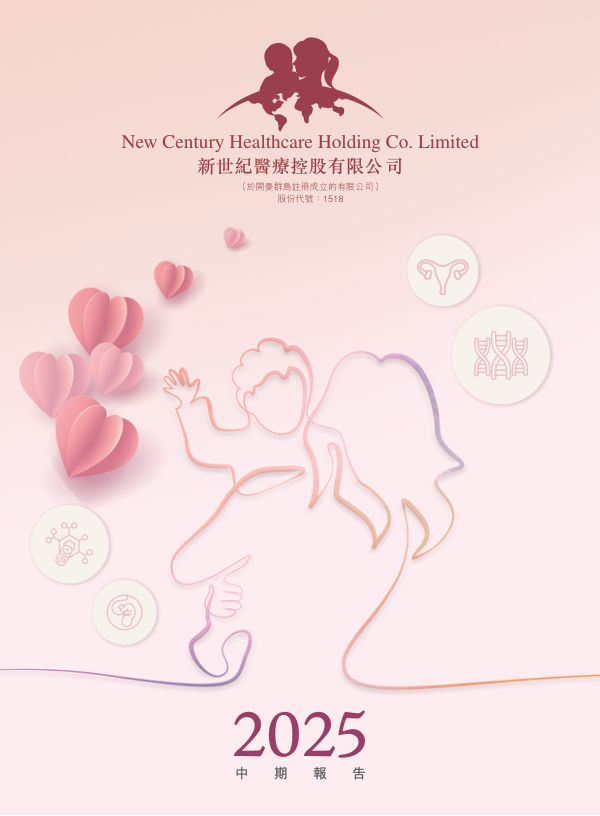 New Century Healthcare Holding Co. Limited
新世紀醫療控股有限公司
（於開曼群島註冊成立的有限公司）
股份代號：1518
2025
中期報告